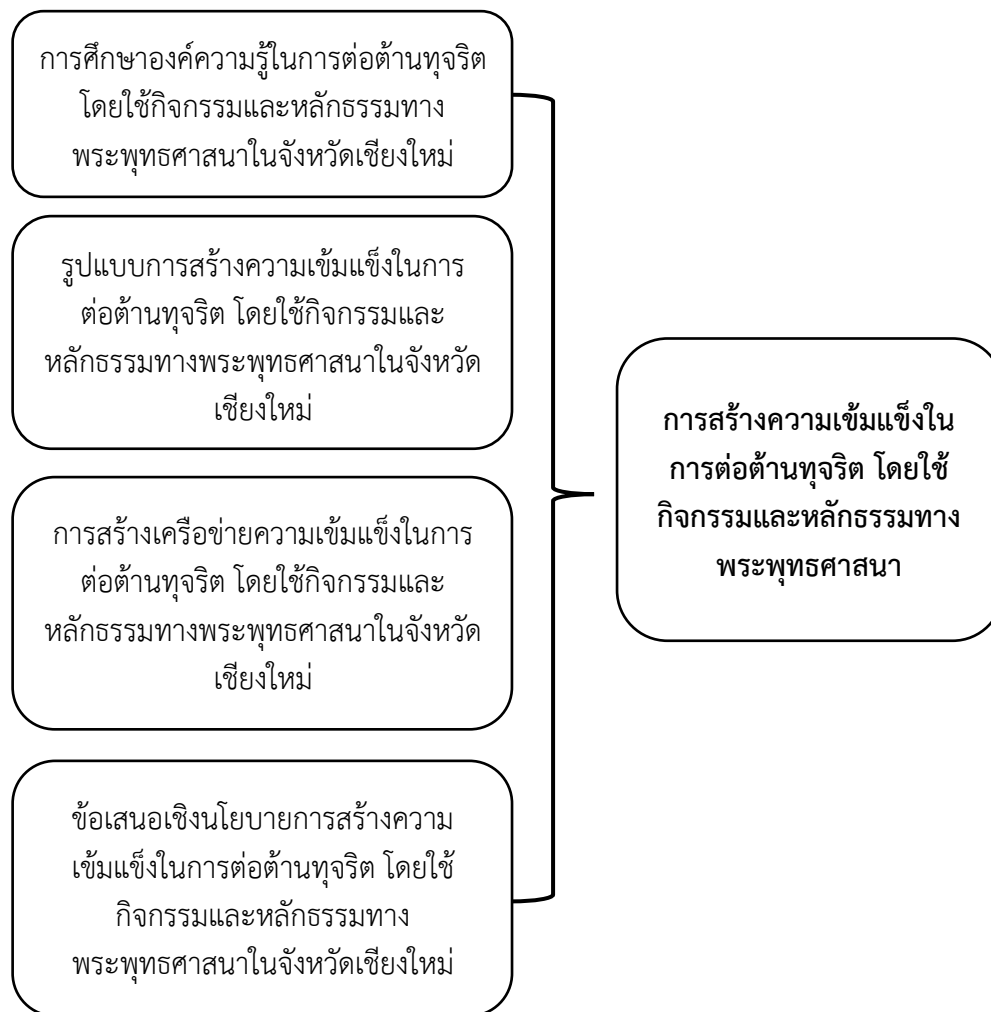 การศึกษาองค์ความรู้ในการต่อต้านทุจริต
โดยใช้กิจกรรมและหลักธรรมทาง
พระพุทธศาสนาในจังหวัดเชียงใหม่
รูปแบบการสร้างความเข้มแข็งในการ
ต่อต้านทุจริต โดยใช้กิจกรรมและ
หลักธรรมทางพระพุทธศาสนาในจังหวัด
เชียงใหม่
การสร้างเครือข่ายความเข้มแข็งในการ
ต่อต้านทุจริต โดยใช้กิจกรรมและ
หลักธรรมทางพระพุทธศาสนาในจังหวัด
เชียงใหม่
ข้อเสนอเชิงนโยบายการสร้างความ
เข้มแข็งในการต่อต้านทุจริต โดยใช้
กิจกรรมและหลักธรรมทาง
พระพุทธศาสนาในจังหวัดเชียงใหม่
การสร้างความเข้มแข็งใน
การต่อต้านทุจริต โดยใช้
กิจกรรมและหลักธรรมทาง
พระพุทธศาสนา